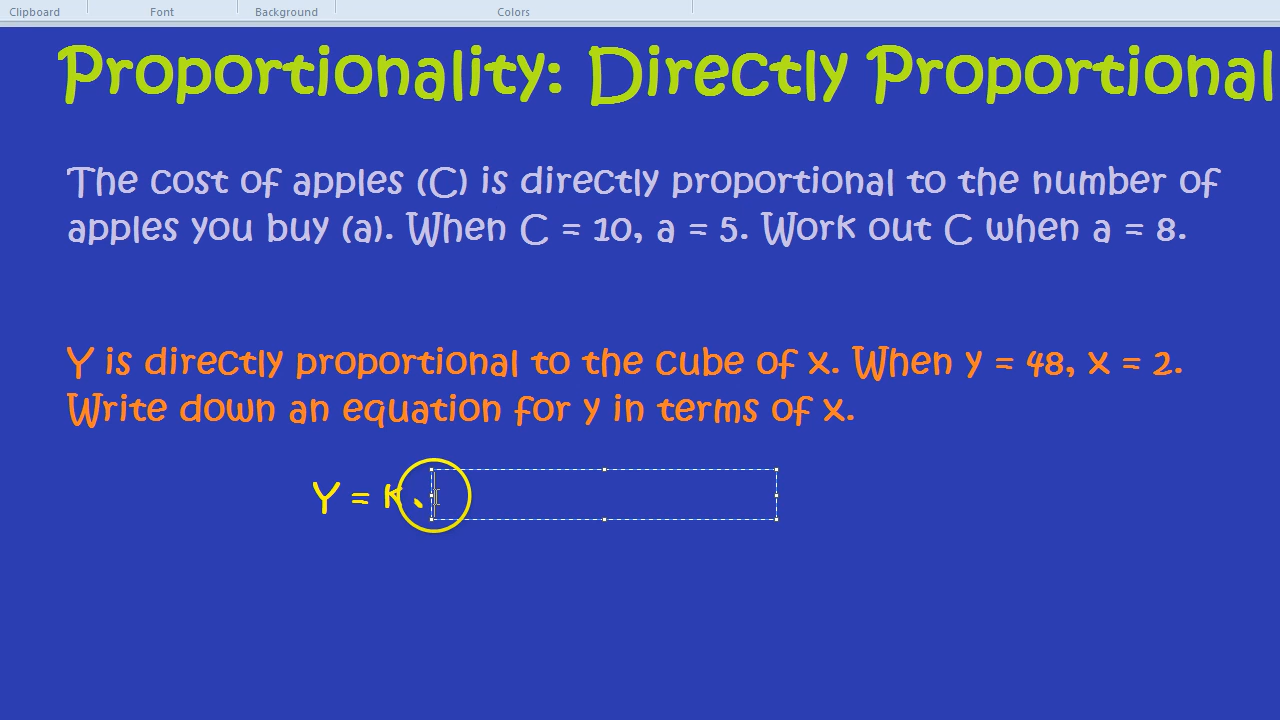 Clipboard Font Background Colors
Proportionality: Directly Proportional
The cost of apples (C) is directly proportional to the number of
apples you buy (a). When C = 10, a = 5. Work out C when a = 8.
Y is directly proportional to the cube of x. When y = 48, x = 2.
Write down an equation for y in terms of x.
Y = K .